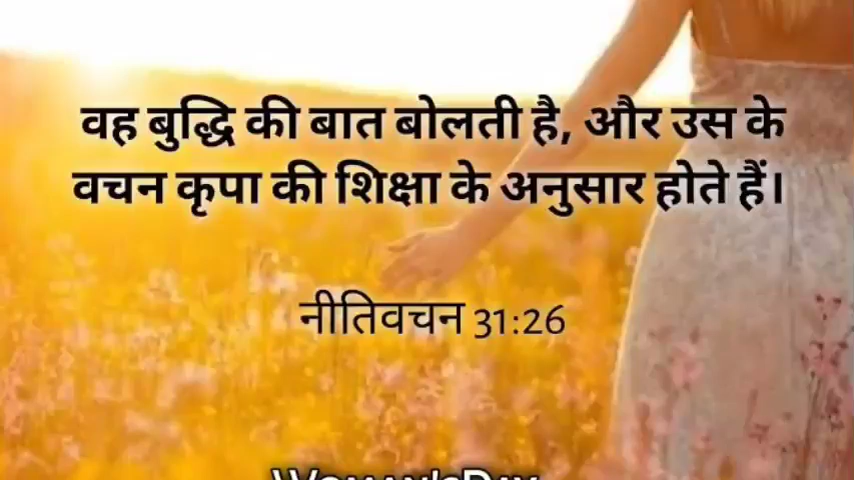 वह बुद्धि की बात बोलती है, और उस के
वचन कृपा की शिक्षा के अनुसार होते हैं।
नीतिवचन 31:26